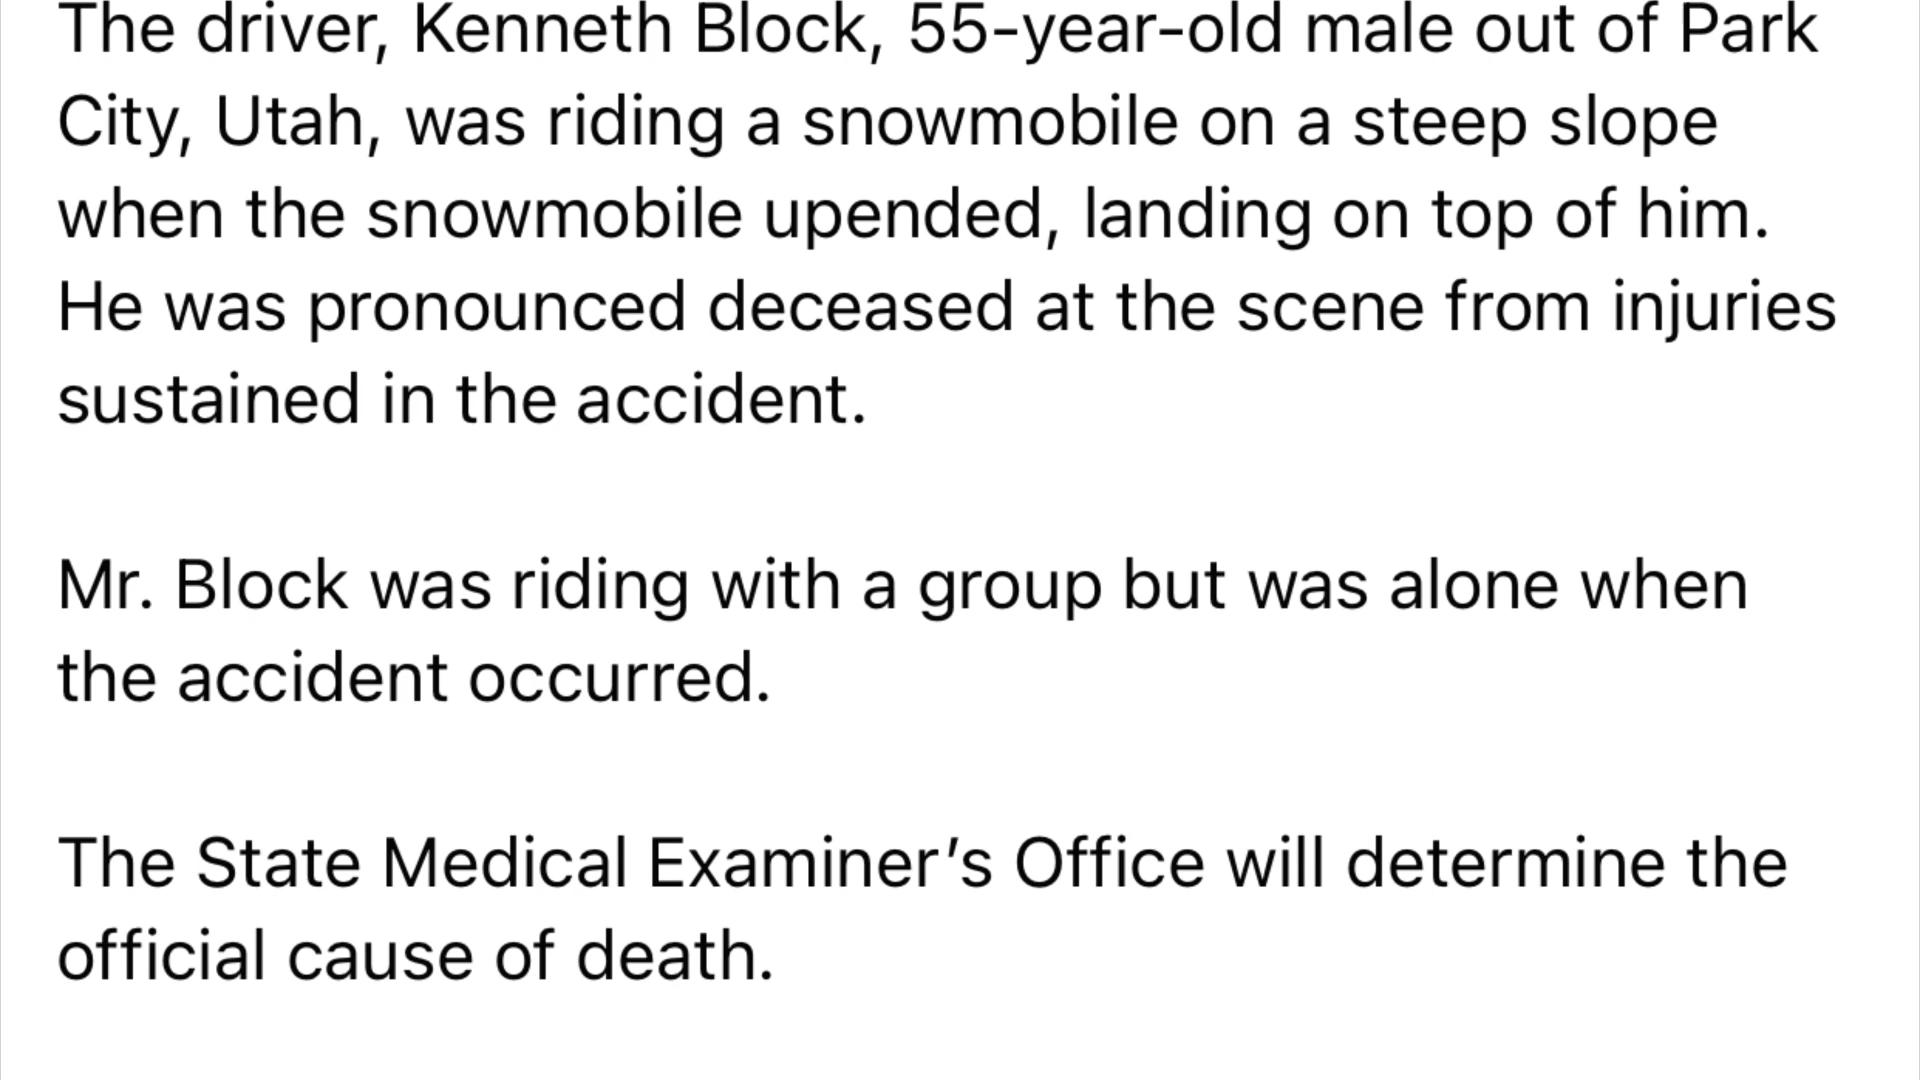 The driver, Kenneth Block, 55-year-old male out of Park
City, Utah, was riding a snowmobile on a steep slope
when the snowmobile upended, landing on top of him.
He was pronounced deceased at the scene from injuries
sustained in the accident.
Mr. Block was riding with a group but was alone when
the accident occurred.
The State Medical Examiner’s Office will determine the
official cause of death.